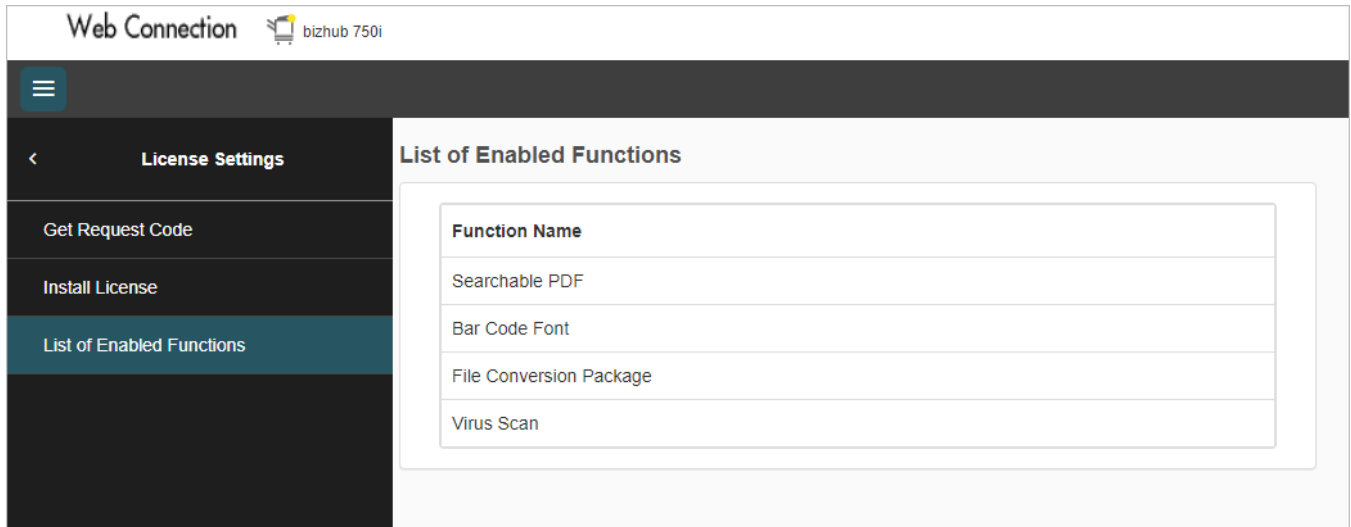 Web Connection
bizhub 750i
License Settings
Get Request Code
Install License
List of Enabled Functions
List of Enabled Functions
Function Name
Searchable PDF
Bar Code Font
File Conversion Package
Virus Scan